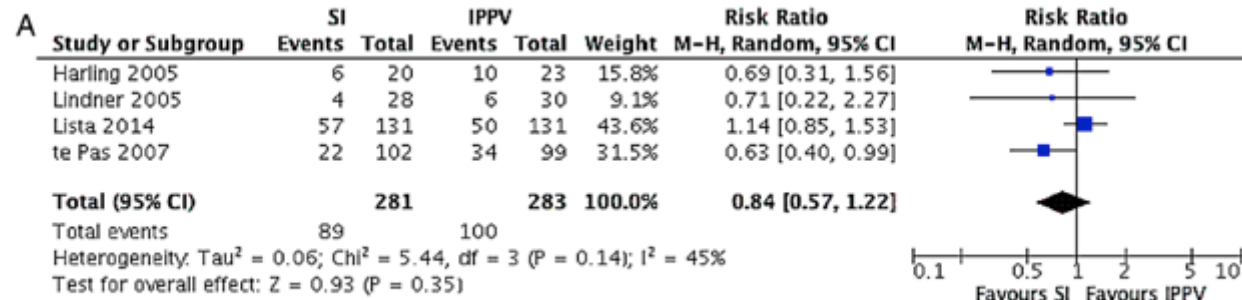 A
SI IPPV Risk Ratio Risk Ratio
Study or Subgroup Events Total Events Total Weight M-H, Random, 95% CI M-H, Random, 95% CI
Harling 2005 6 20 10 23 15.8% 0.69 [0.31, 1.56]
Lindner 2005 4 28 6 30 9.1% 0.71 [0.22, 2.27]
Lista 2014 57 131 50 131 43.6% 1.14 [0.85, 1.53]
te Pas 2007 22 102 34 99 31.5% 0.63 [0.40, 0.99]
Total (95% CI) 281 283 100.0% 0.84 [0.57, 1.22]
Total events 89 100
Heterogeneity: Tau² = 0.06; Chi² = 5.44, df = 3 (P = 0.14); I² = 45%
Test for overall effect: Z = 0.93 (P = 0.35)
0.1 0.5 1 2 5 10
Favours SI Favours IPPV